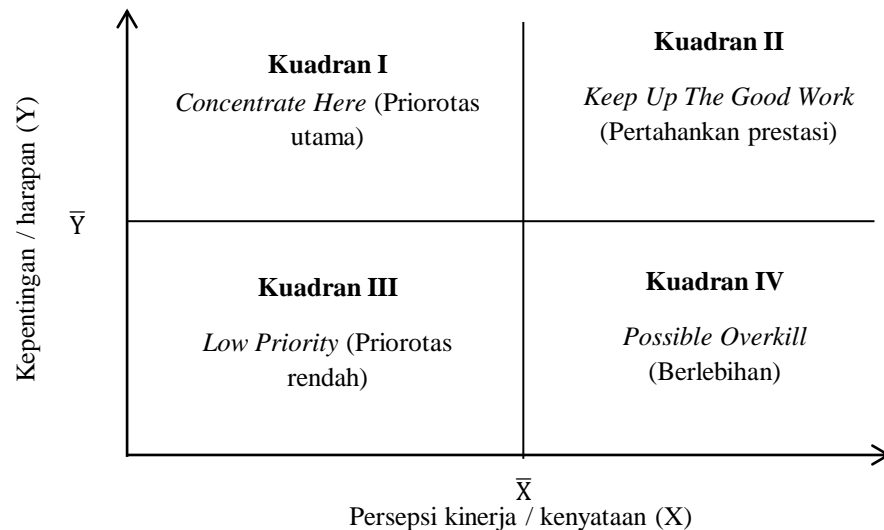 Kepentingan / harapan (Y)
Kuadran I
Concentrate Here (Priorotas
utama)
Kuadran II
Keep Up The Good Work
(Pertahankan prestasi)
Y̅
Kuadran III
Low Priority (Priorotas
rendah)
Kuadran IV
Possible Overkill
(Berlebihan)
X̅
Persepsi kinerja / kenyataan (X)